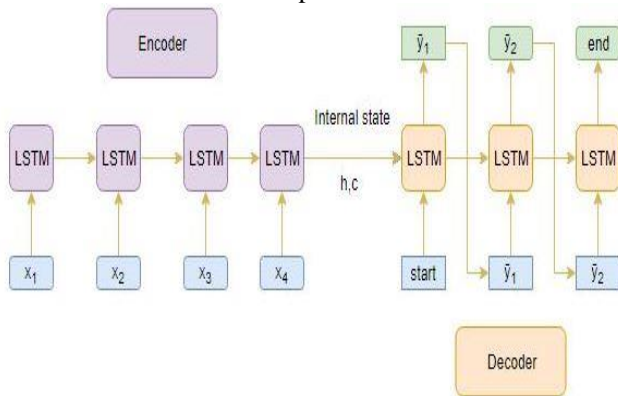 Encoder
ȳ₁ ȳ₂ end
Internal state
LSTM LSTM LSTM LSTM LSTM LSTM LSTM
h,c
x₁ x₂ x₃ x₄ start ȳ₁ ȳ₂
Decoder